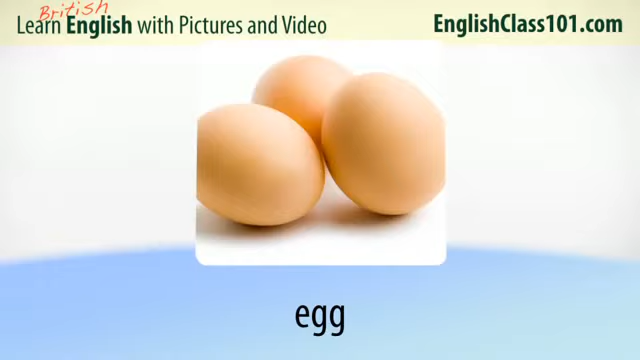 British
Learn English with Pictures and Video
EnglishClass101.com
egg